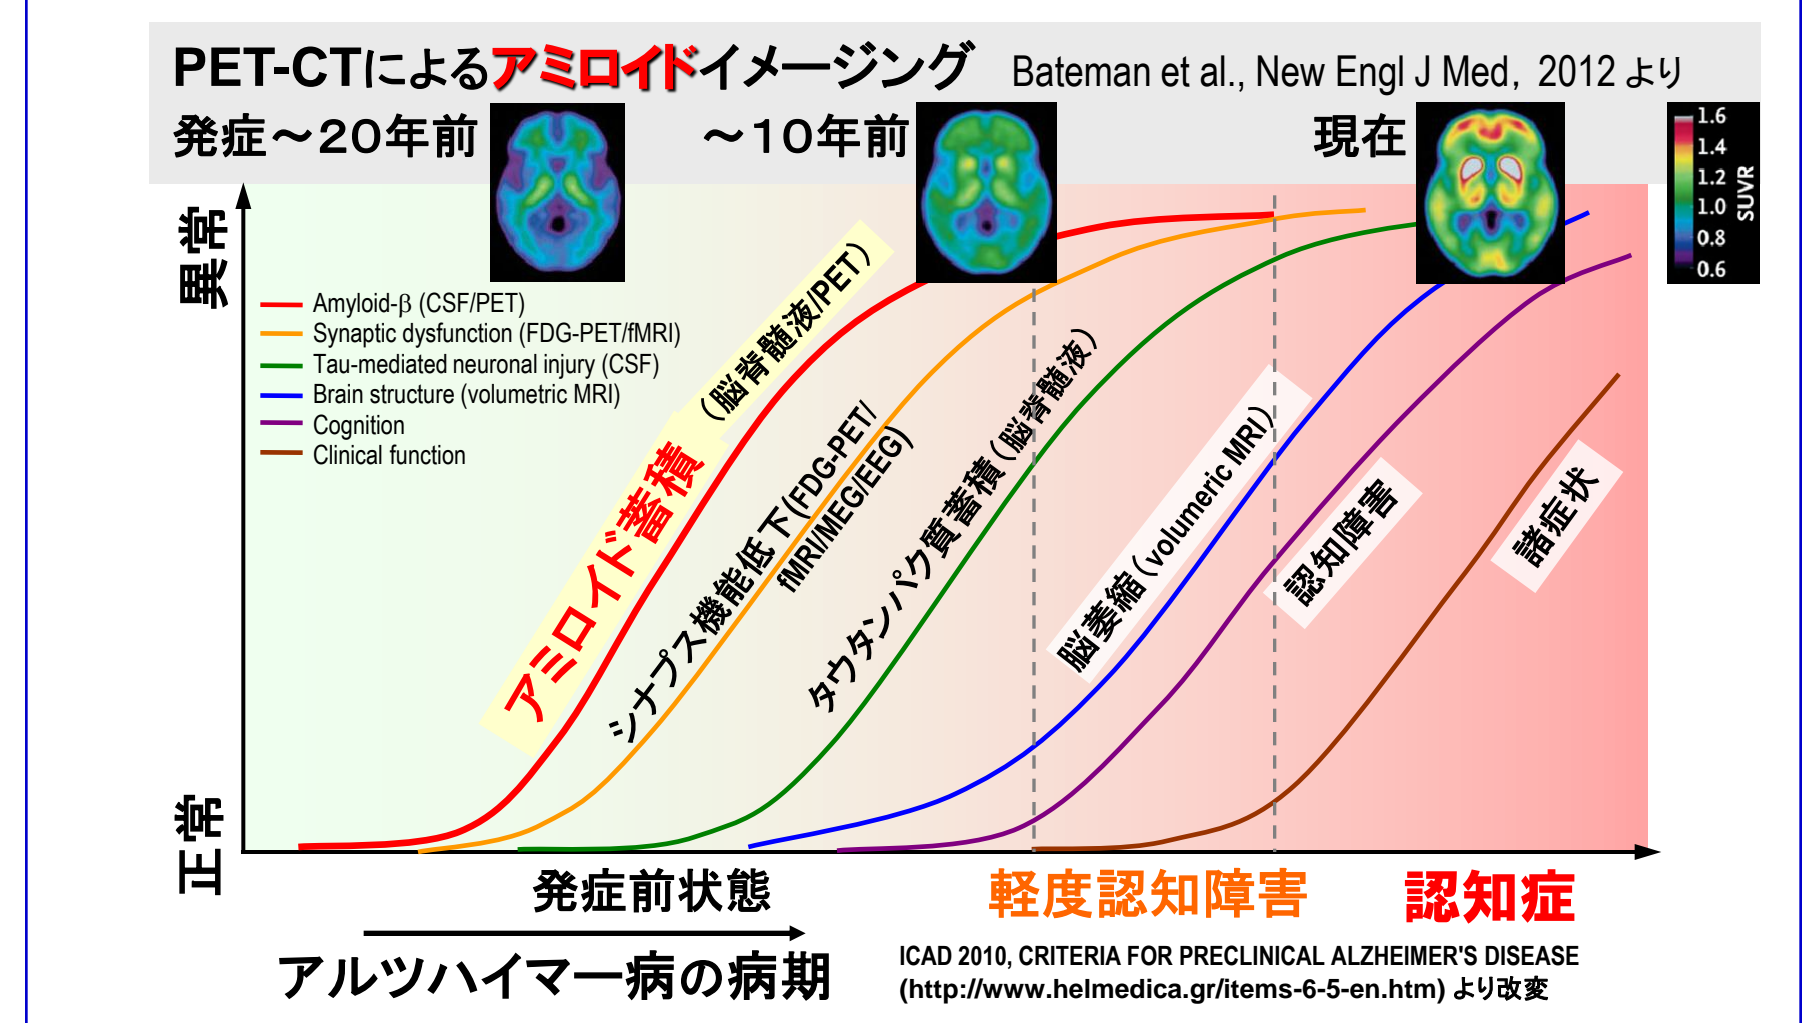 PET-CTによるアミロイドイメージング Bateman et al., New Engl J Med, 2012 より
発症～20年前 ～10年前 現在
1.6
1.4
1.2
1.0
0.8
0.6
SUVR
異常
正常
Amyloid-β (CSF/PET)
Synaptic dysfunction (FDG-PET/fMRI)
Tau-mediated neuronal injury (CSF)
Brain structure (volumetric MRI)
Cognition
Clinical function
アミロイド蓄積（脳脊髄液/PET）
シナプス機能低下(FDG-PET/
fMRI/MEG/EEG)
タウタンパク質蓄積（脳脊髄液）
脳萎縮（volumeric MRI）
認知障害
諸症状
発症前状態 軽度認知障害 認知症
アルツハイマー病の病期
ICAD 2010, CRITERIA FOR PRECLINICAL ALZHEIMER'S DISEASE
(http://www.helmedica.gr/items-6-5-en.htm) より改変